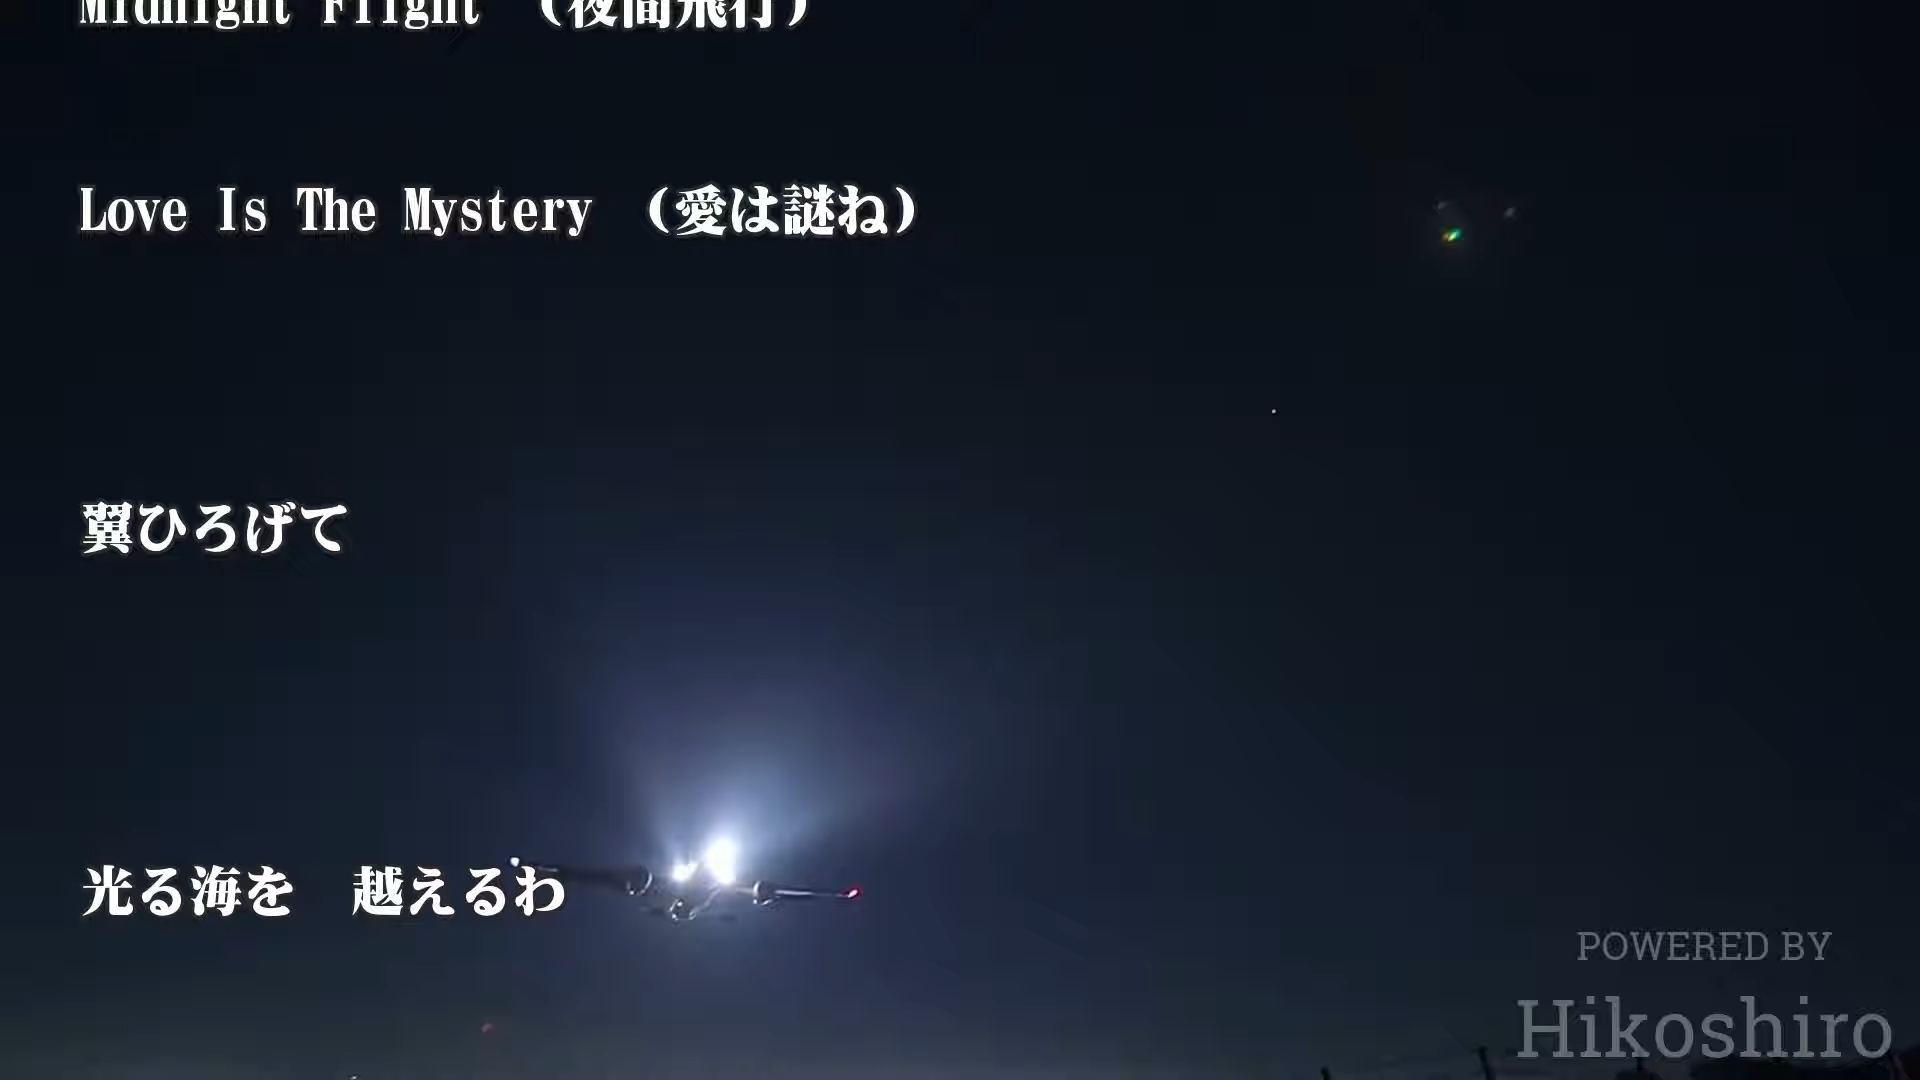 Midnight Flight （夜間飛行）
Love Is The Mystery （愛は謎ね）
翼ひろげて
光る海を　越えるわ
POWERED BY
Hikoshiro